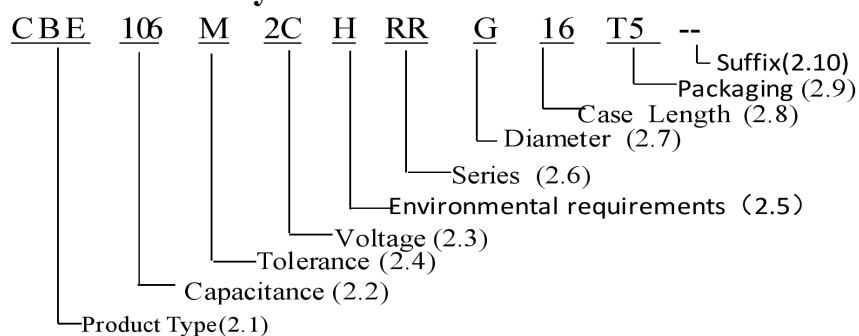 CBE 106 M 2C H RR G 16 T5 --
Suffix(2.10)
Packaging (2.9)
Case Length (2.8)
Diameter (2.7)
Series (2.6)
Environmental requirements（2.5）
Voltage (2.3)
Tolerance (2.4)
Capacitance (2.2)
Product Type(2.1)